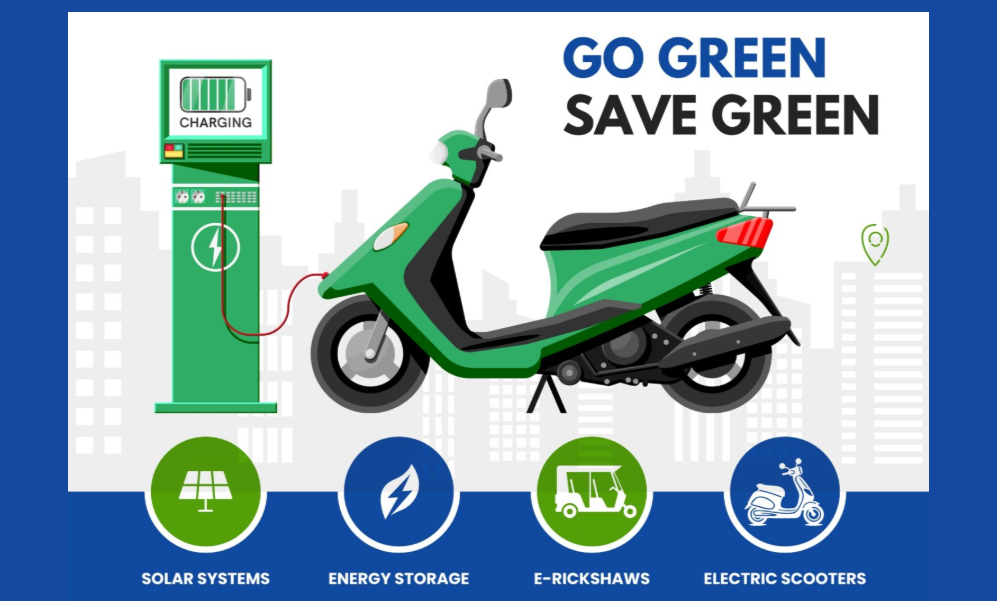 GO GREEN
SAVE GREEN
CHARGING
SOLAR SYSTEMS
ENERGY STORAGE
E-RICKSHAWS
ELECTRIC SCOOTERS